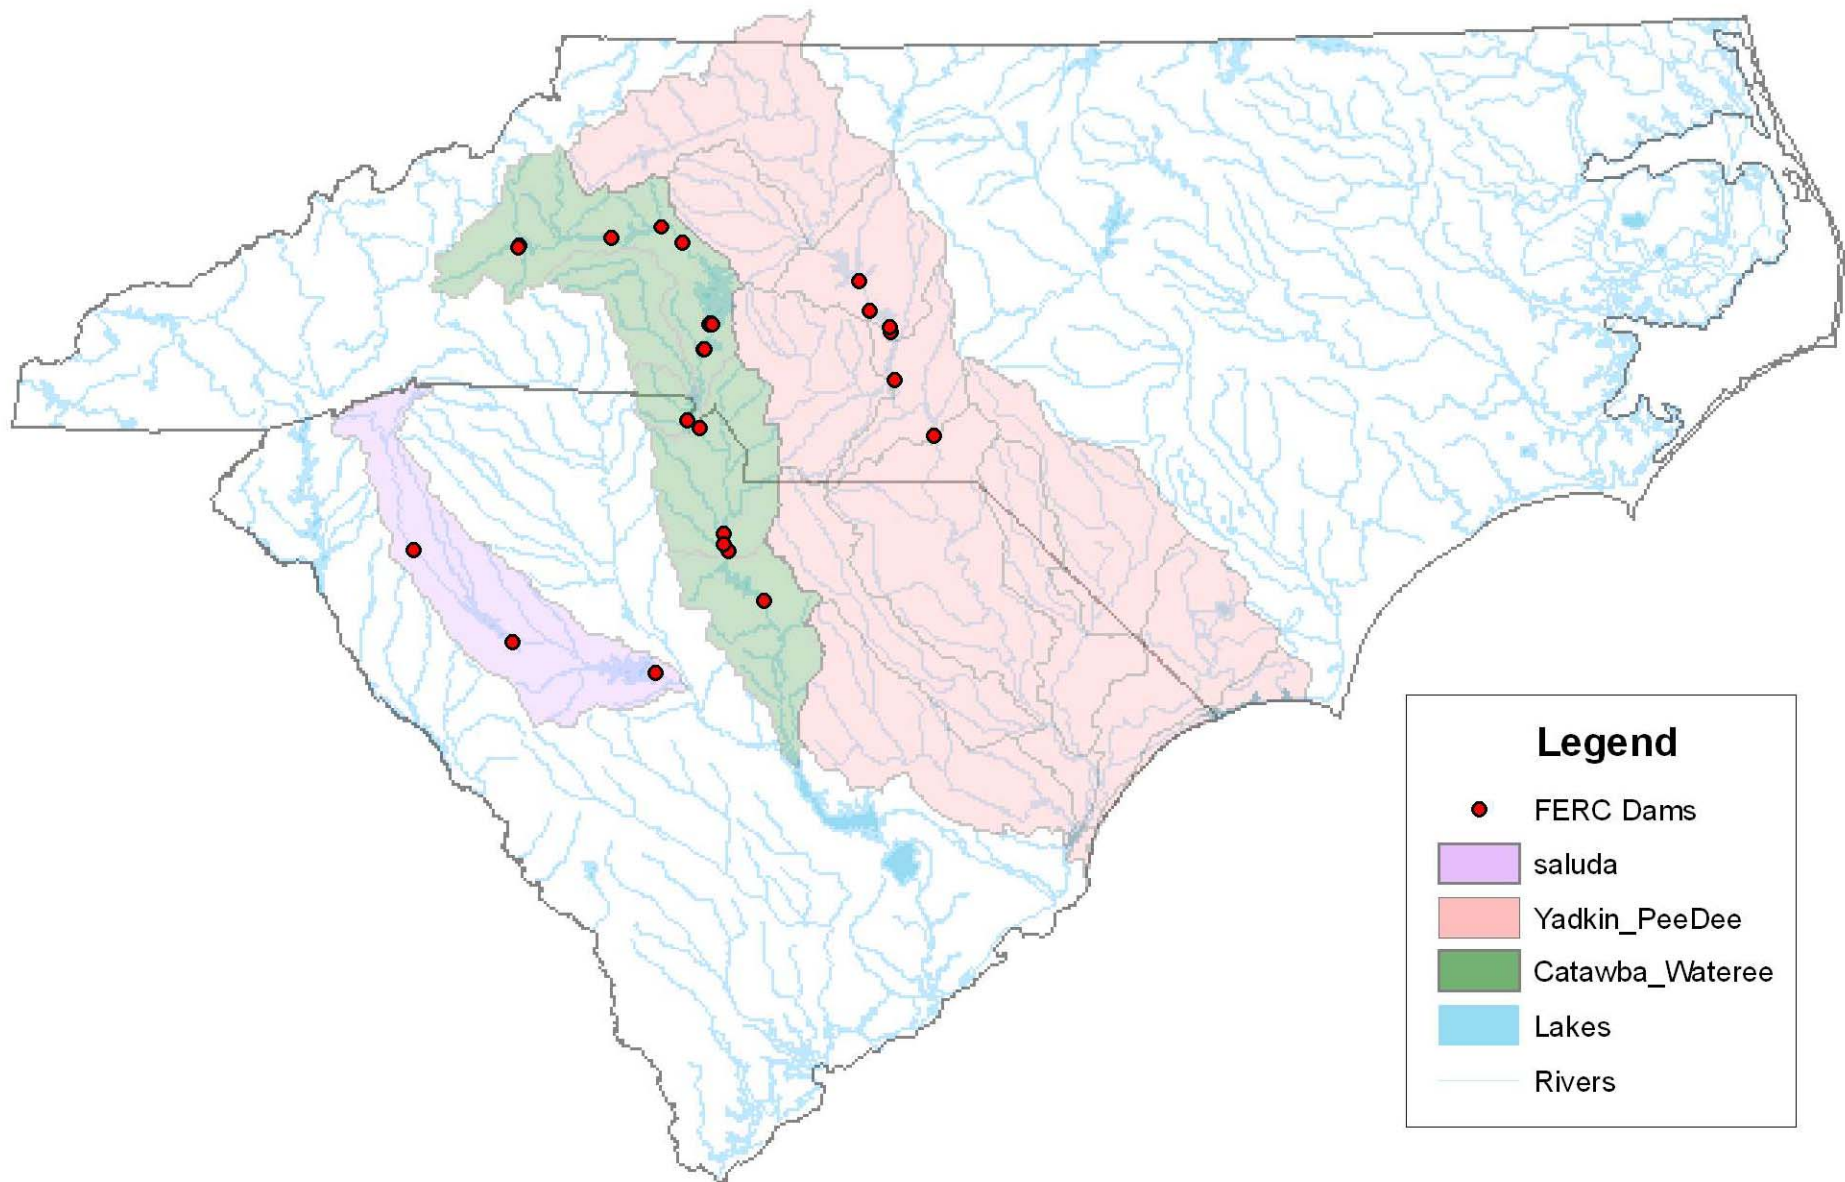 Legend
FERC Dams
saluda
Yadkin_PeeDee
Catawba_Wateree
Lakes
Rivers